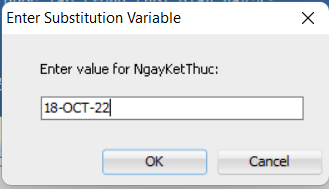 Enter Substitution Variable
Enter value for NgayKetThuc:
18-OCT-22
OK
Cancel